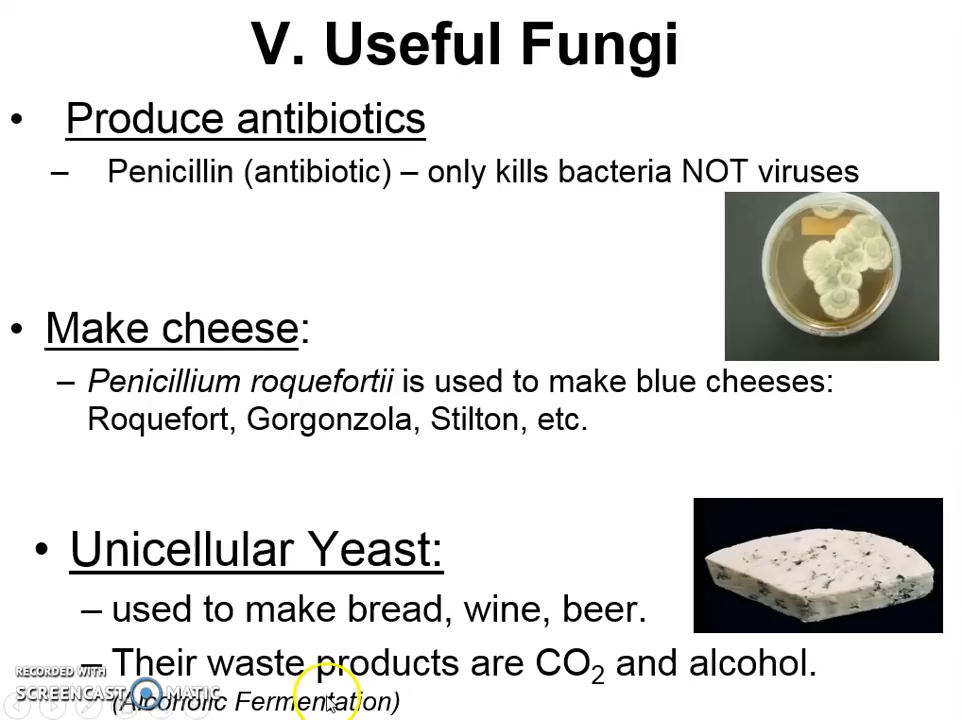 V. Useful Fungi
• Produce antibiotics
– Penicillin (antibiotic) – only kills bacteria NOT viruses
• Make cheese:
– Penicillium roquefortii is used to make blue cheeses:
Roquefort, Gorgonzola, Stilton, etc.
• Unicellular Yeast:
– used to make bread, wine, beer.
– Their waste products are CO₂ and alcohol.
(Alcoholic Fermentation)
RECORDED WITH
SCREENCAST MATIC